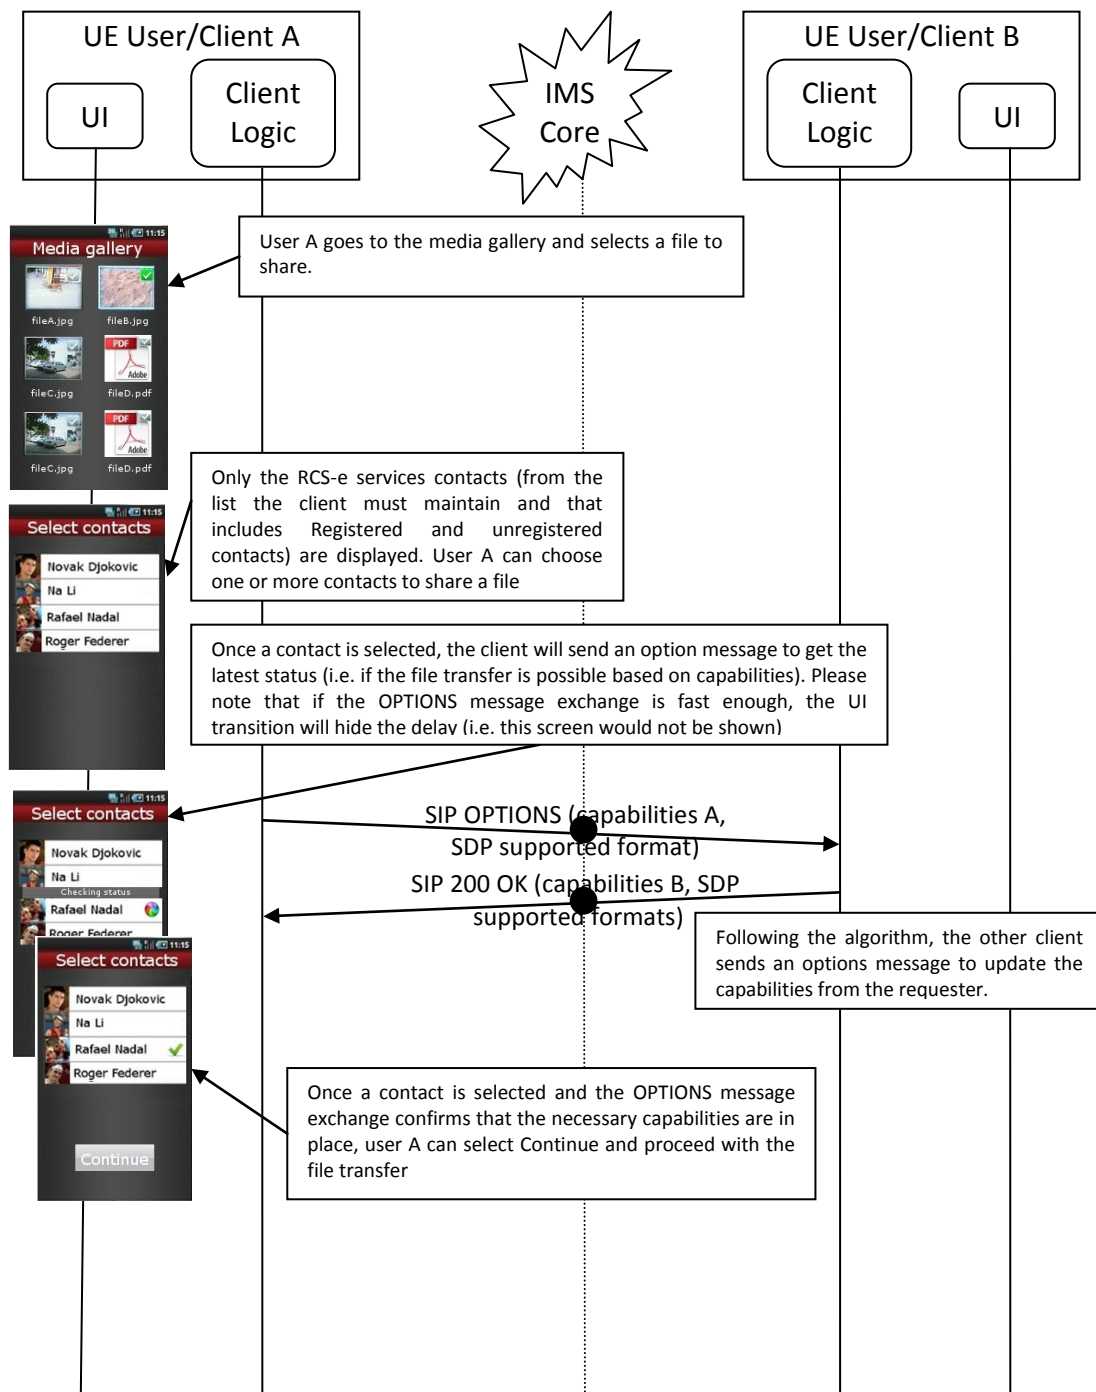 UE User/Client A
UE User/Client B
UI
Client
Logic
IMS
Core
Client
Logic
UI
11:15
Media gallery
fileA.jpg
fileB.jpg
PDF
Adobe
fileC.jpg
fileD.pdf
PDF
Adobe
fileC.jpg
fileD.pdf
User A goes to the media gallery and selects a file to
share.
Only the RCS-e services contacts (from the
list the client must maintain and that
includes Registered and unregistered
contacts) are displayed. User A can choose
one or more contacts to share a file
11:15
Select contacts
Novak Djokovic
Na Li
Rafael Nadal
Roger Federer
Once a contact is selected, the client will send an option message to get the
latest status (i.e. if the file transfer is possible based on capabilities). Please
note that if the OPTIONS message exchange is fast enough, the UI
transition will hide the delay (i.e. this screen would not be shown)
11:15
Select contacts
Novak Djokovic
Na Li
Checking status
Rafael Nadal
Roger Federer
SIP OPTIONS (capabilities A,
SDP supported format)
SIP 200 OK (capabilities B, SDP
supported formats)
Following the algorithm, the other client
sends an options message to update the
capabilities from the requester.
11:15
Select contacts
Novak Djokovic
Na Li
Rafael Nadal
Roger Federer
Continue
Once a contact is selected and the OPTIONS message
exchange confirms that the necessary capabilities are in
place, user A can select Continue and proceed with the
file transfer